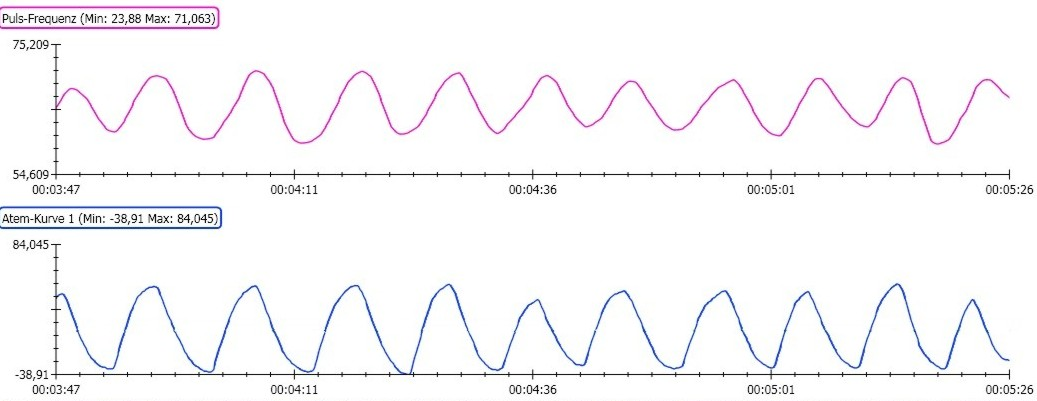 Puls-Frequenz (Min: 23,88 Max: 71,063)
75,209
54,609
00:03:47 00:04:11 00:04:36 00:05:01 00:05:26
Atem-Kurve 1 (Min: -38,91 Max: 84,045)
84,045
-38,91
00:03:47 00:04:11 00:04:36 00:05:01 00:05:26